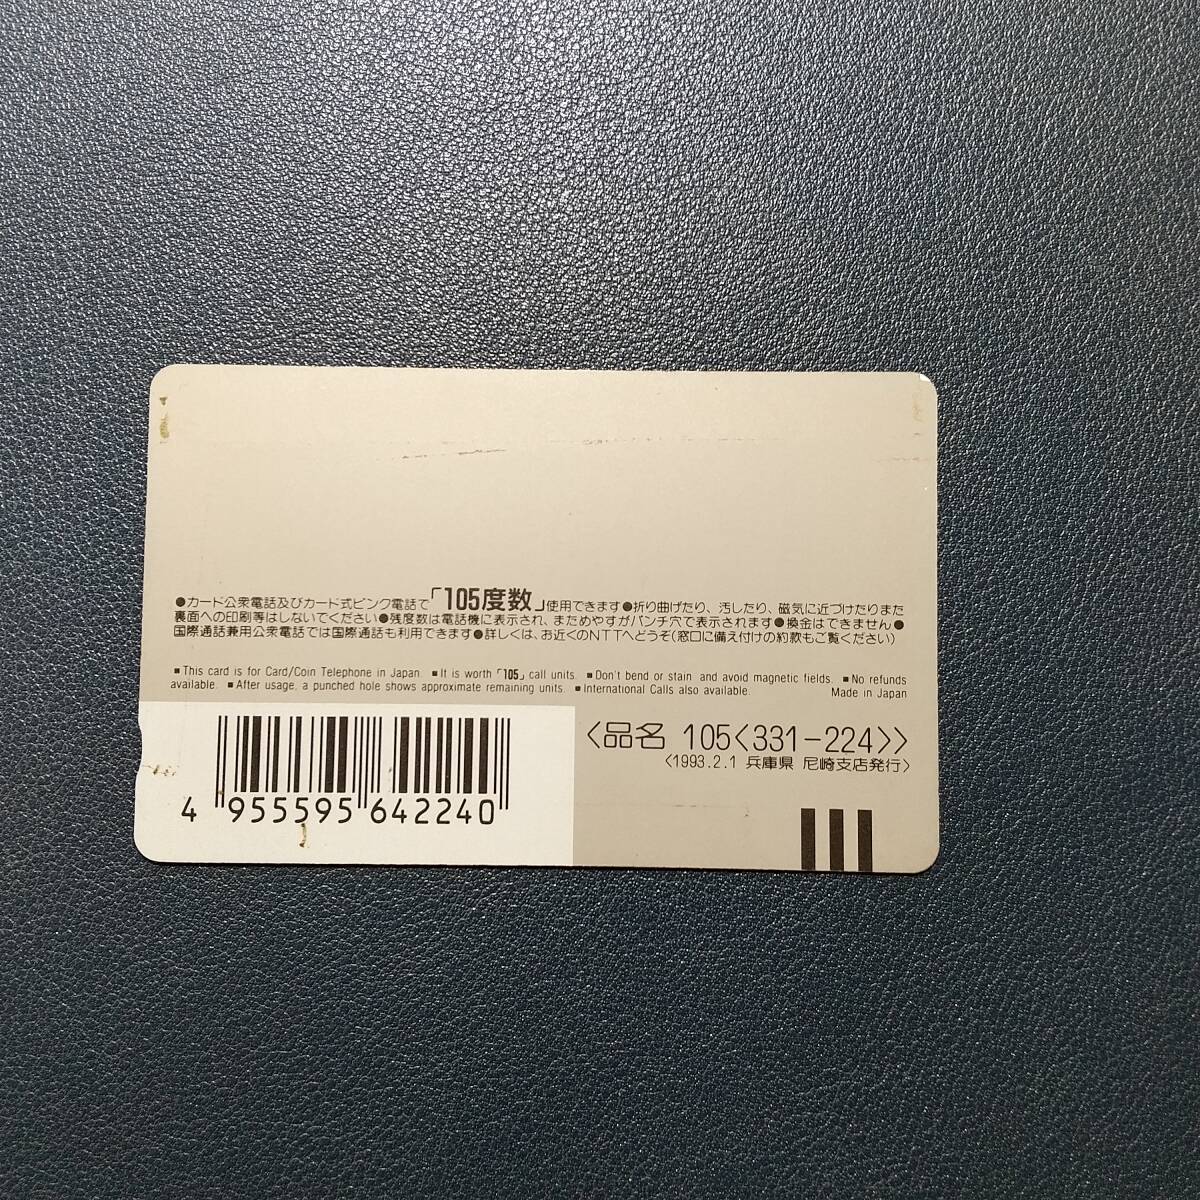 ●カード公衆電話及びカード式ピンク電話で「105度数」使用できます●折り曲げたり、汚したり、磁気に近づけたりまた
裏面への印刷等はしないでください●残度数は電話機に表示され、まためやすがパンチ穴で表示されます●換金はできません●
国際通話兼用公衆電話では国際通話も利用できます●詳しくは、お近くのNTTへどうぞ(窓口に備え付けの約款もご覧ください)
■This card is for Card/Coin Telephone in Japan. ■It is worth「105」call units. ■Don't bend or stain and avoid magnetic fields. ■No refunds
available. ■After usage, a punched hole shows approximate remaining units. ■International Calls also available. Made in Japan
<品名 105<331-224>>
<1993.2.1 兵庫県 尼崎支店発行>
4 955595 642240